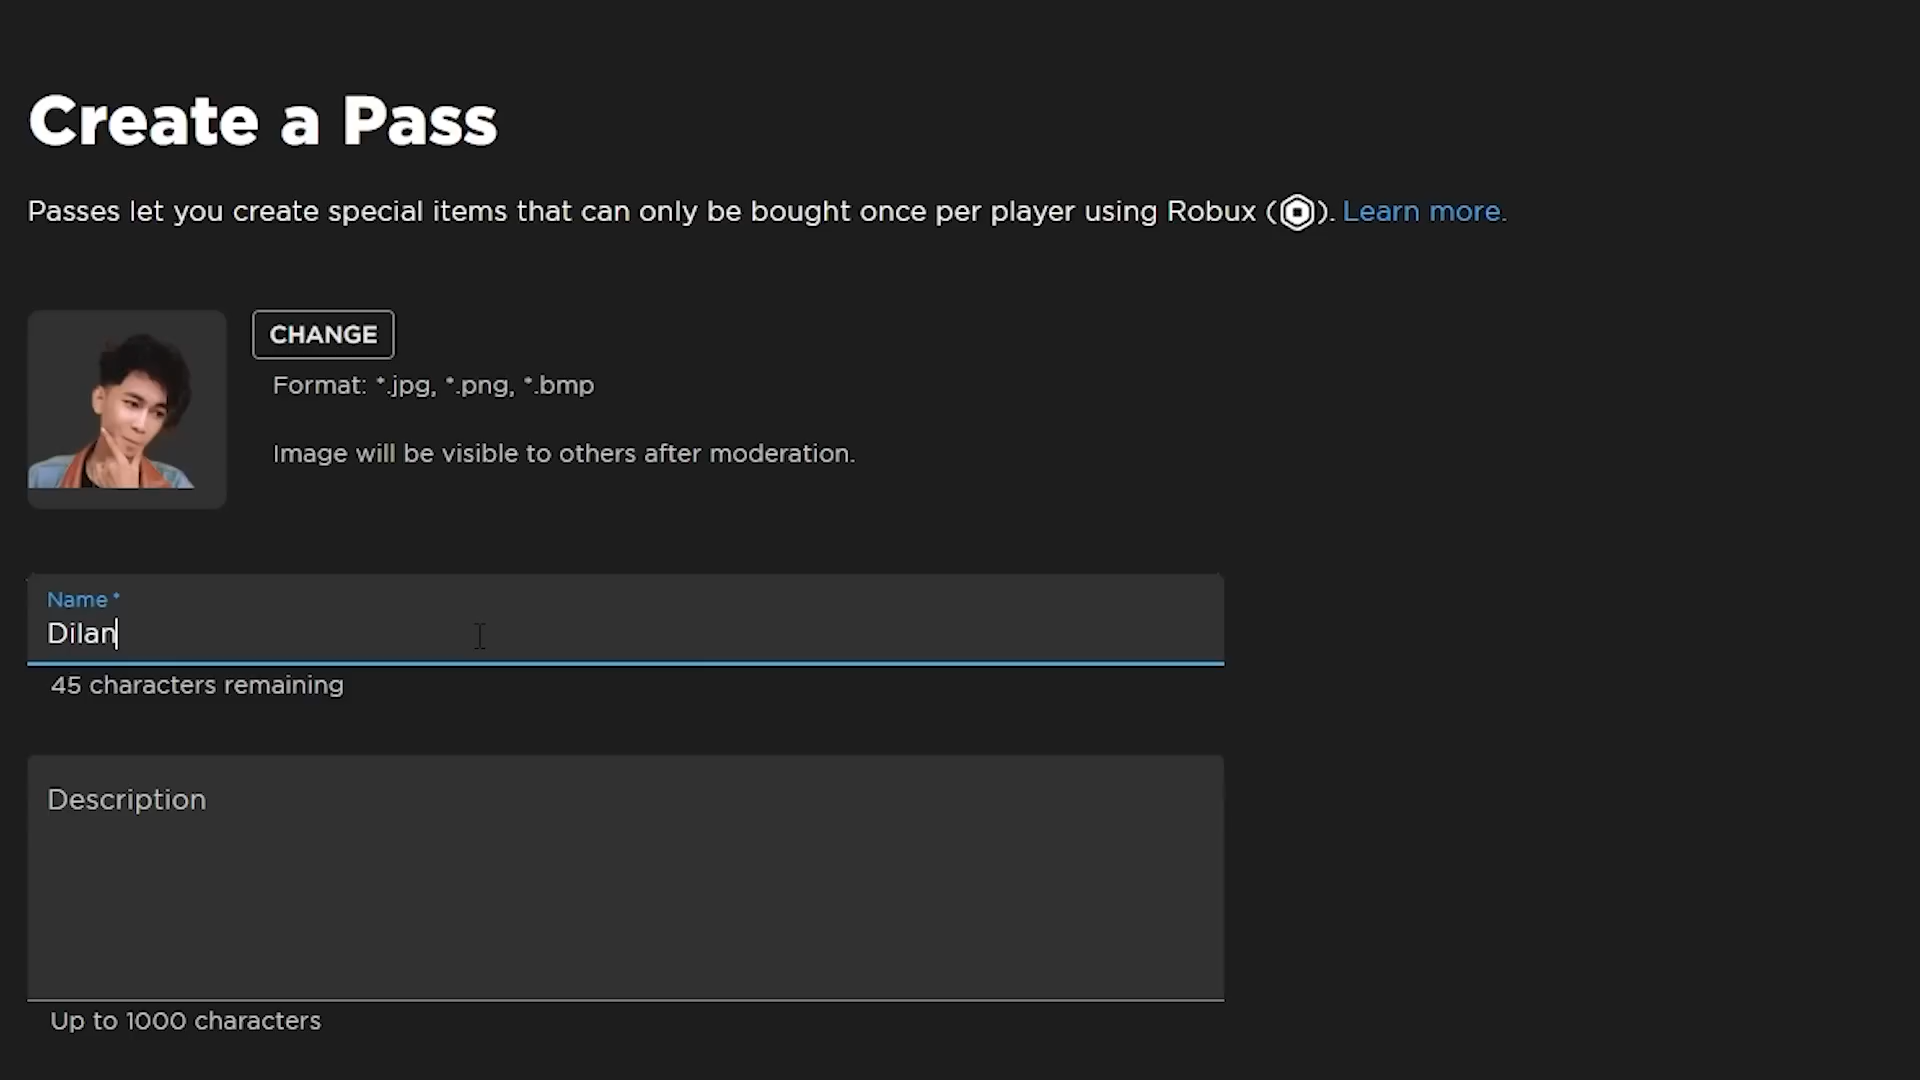 Create a Pass
Passes let you create special items that can only be bought once per player using Robux (). Learn more.
CHANGE
Format: *.jpg, *.png, *.bmp
Image will be visible to others after moderation.
Name *
Dilan
45 characters remaining
Description
Up to 1000 characters